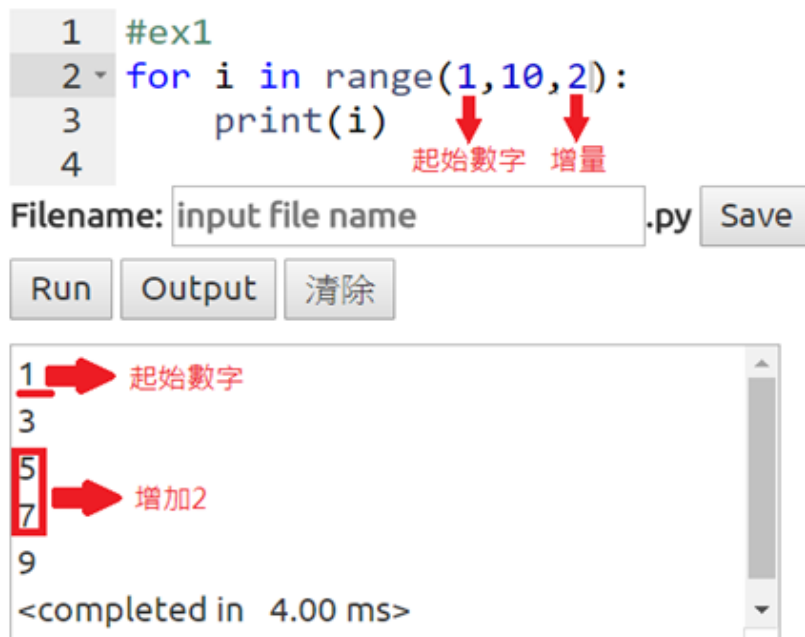 1 #ex1
2 for i in range(1,10,2):
3 print(i)
起始數字 增量
4
Filename: input file name .py Save
Run Output 清除
1 起始數字
3
5
增加2
7
9
<completed in 4.00 ms>